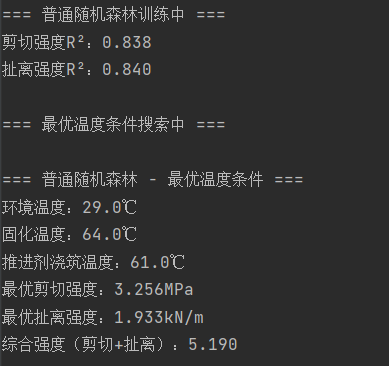 === 普通随机森林训练中 ===
剪切强度R²：0.838
扯离强度R²：0.840
=== 最优温度条件搜索中 ===
=== 普通随机森林 - 最优温度条件 ===
环境温度：29.0℃
固化温度：64.0℃
推进剂浇筑温度：61.0℃
最优剪切强度：3.256MPa
最优扯离强度：1.933kN/m
综合强度（剪切+扯离）：5.190